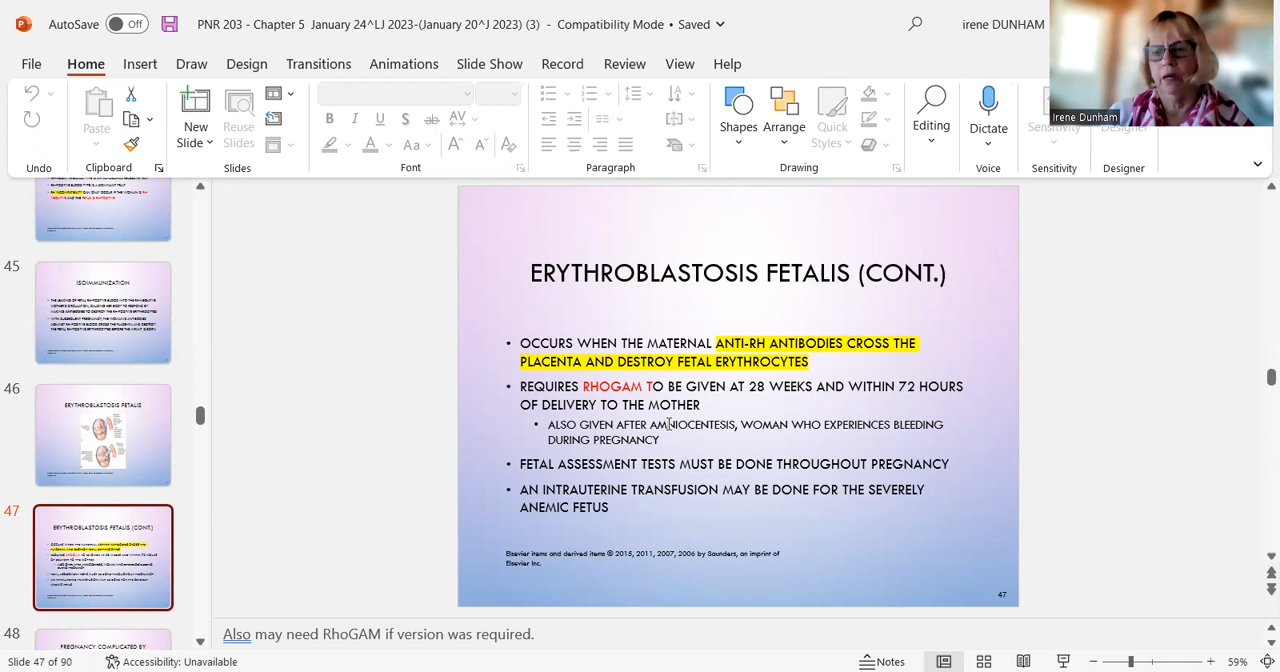 AutoSave Off PNR 203 - Chapter 5 January 24^LJ 2023-(January 20^J 2023) (3) - Compatibility Mode • Saved irene DUNHAM
File Home Insert Draw Design Transitions Animations Slide Show Record Review View Help
Paste
New
Slide
Reuse
Slides
B I U S ab AV
Aa A A
Shapes Arrange Quick
Styles
Editing
Dictate
Sensitivity
Designer
Irene Dunham
Undo Clipboard Slides Font Paragraph Drawing Voice Sensitivity Designer
45
ISOIMMUNIZATION
46
ERYTHROBLASTOSIS FETALIS
47
ERYTHROBLASTOSIS FETALIS (CONT.)
48
PREGNANCY COMPLICATED BY
ERYTHROBLASTOSIS FETALIS (CONT.)
• OCCURS WHEN THE MATERNAL ANTI-RH ANTIBODIES CROSS THE
PLACENTA AND DESTROY FETAL ERYTHROCYTES
• REQUIRES RHOGAM TO BE GIVEN AT 28 WEEKS AND WITHIN 72 HOURS
OF DELIVERY TO THE MOTHER
• ALSO GIVEN AFTER AMNIOCENTESIS, WOMAN WHO EXPERIENCES BLEEDING
DURING PREGNANCY
• FETAL ASSESSMENT TESTS MUST BE DONE THROUGHOUT PREGNANCY
• AN INTRAUTERINE TRANSFUSION MAY BE DONE FOR THE SEVERELY
ANEMIC FETUS
Elsevier items and derived items © 2015, 2011, 2007, 2006 by Saunders, an imprint of
Elsevier Inc.
47
Also may need RhoGAM if version was required.
Slide 47 of 90 Accessibility: Unavailable Notes 59%